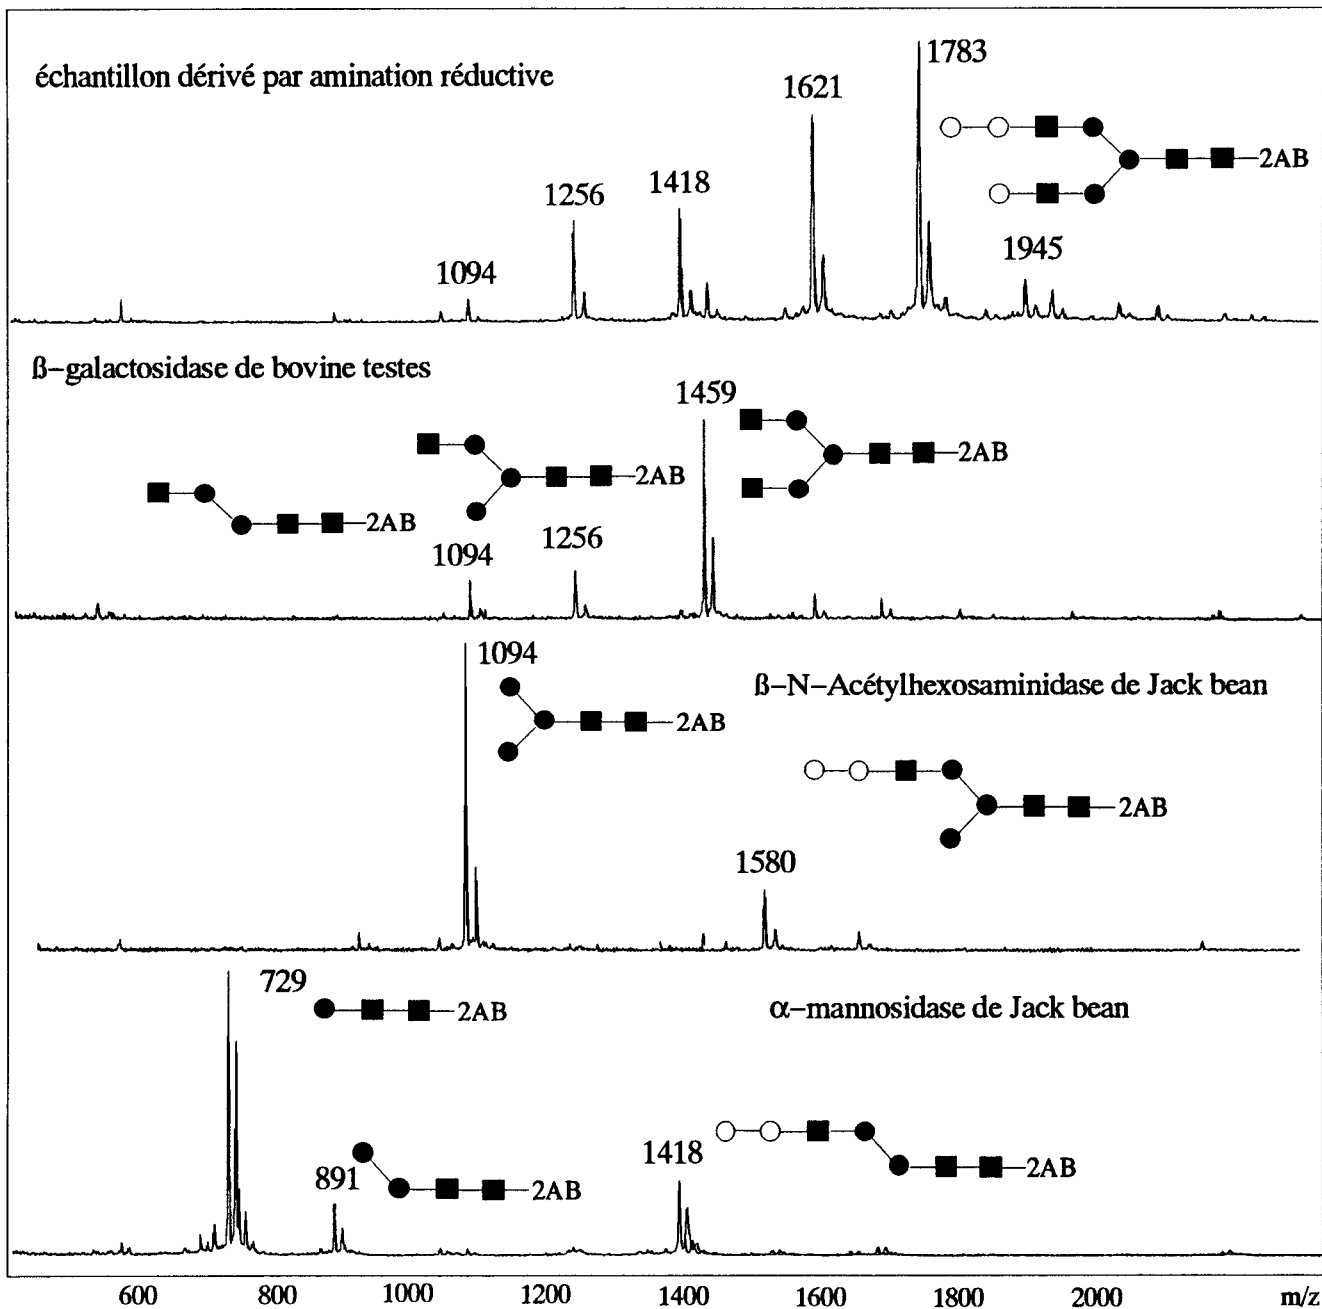 échantillon dérivé par amination réductive
1783
1621
2AB
1418
1256
1945
1094
ß-galactosidase de bovine testes
1459
2AB
2AB
2AB
1256
1094
1094
ß-N-Acétylhexosaminidase de Jack bean
2AB
2AB
1580
729
2AB
α-mannosidase de Jack bean
1418
2AB
891
2AB
600 800 1000 1200 1400 1600 1800 2000 m/z